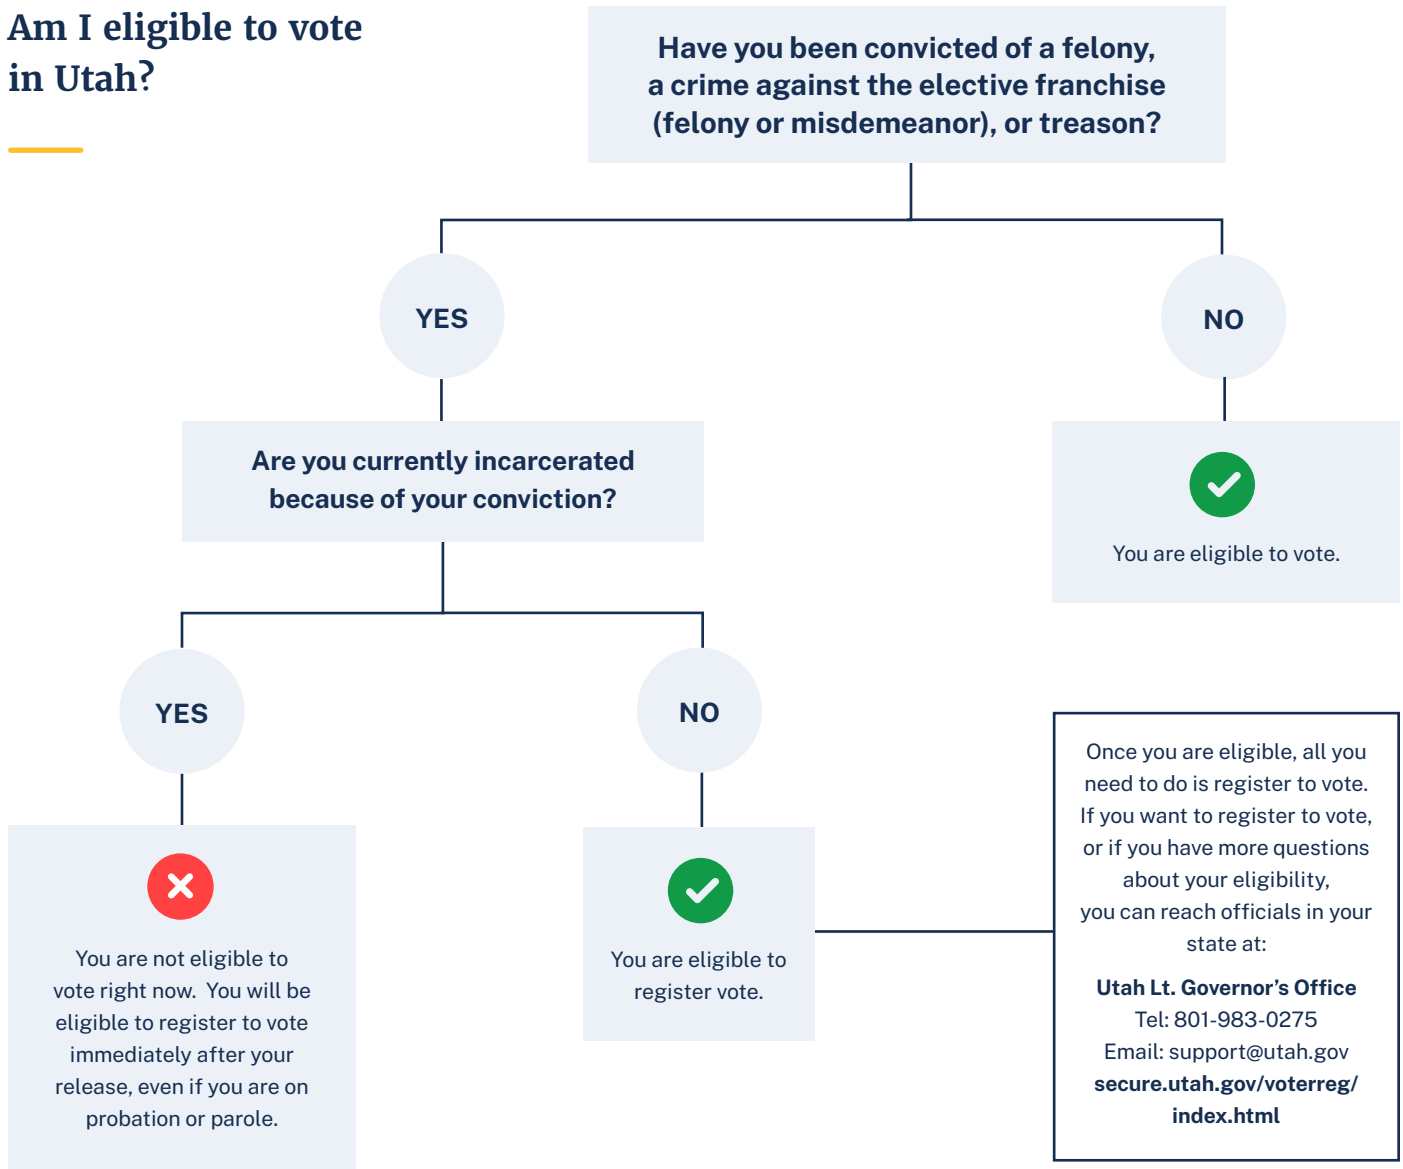 Am I eligible to vote
in Utah?
Have you been convicted of a felony,
a crime against the elective franchise
(felony or misdemeanor), or treason?
YES
NO
Are you currently incarcerated
because of your conviction?
You are eligible to vote.
YES
NO
You are not eligible to
vote right now.  You will be
eligible to register to vote
immediately after your
release, even if you are on
probation or parole.
You are eligible to
register vote.
Once you are eligible, all you
need to do is register to vote.
If you want to register to vote,
or if you have more questions
about your eligibility,
you can reach officials in your
state at:
Utah Lt. Governor’s Office
Tel: 801-983-0275
Email: support@utah.gov
secure.utah.gov/voterreg/
index.html